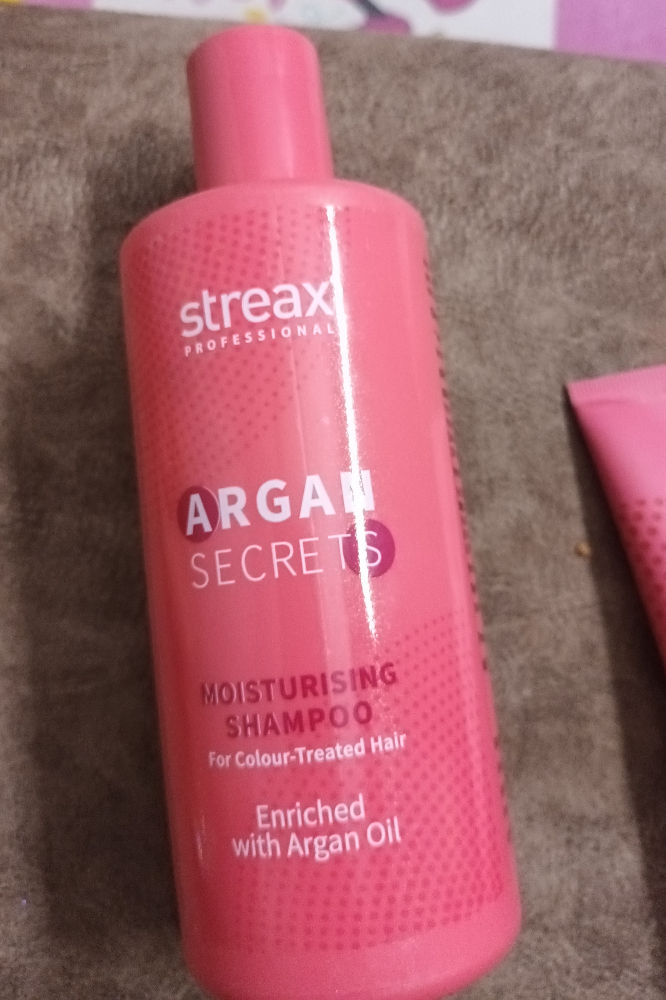 streax
PROFESSIONAL
ARGAN
SECRETS
MOISTURISING
SHAMPOO
For Colour-Treated Hair
Enriched
with Argan Oil